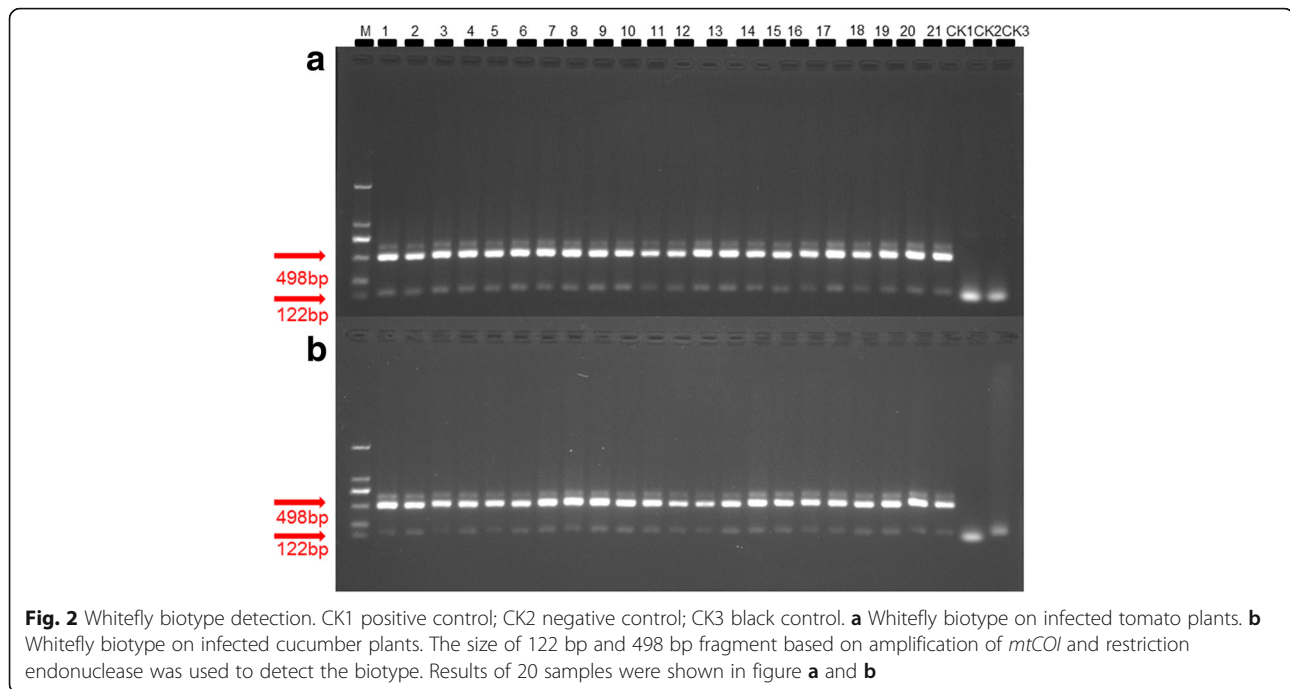 M 1 2 3 4 5 6 7 8 9 10 11 12 13 14 15 16 17 18 19 20 21 CK1CK2CK3
a
498bp
122bp
b
498bp
122bp
Fig. 2 Whitefly biotype detection. CK1 positive control; CK2 negative control; CK3 black control. a Whitefly biotype on infected tomato plants. b
Whitefly biotype on infected cucumber plants. The size of 122 bp and 498 bp fragment based on amplification of mtCOI and restriction
endonuclease was used to detect the biotype. Results of 20 samples were shown in figure a and b